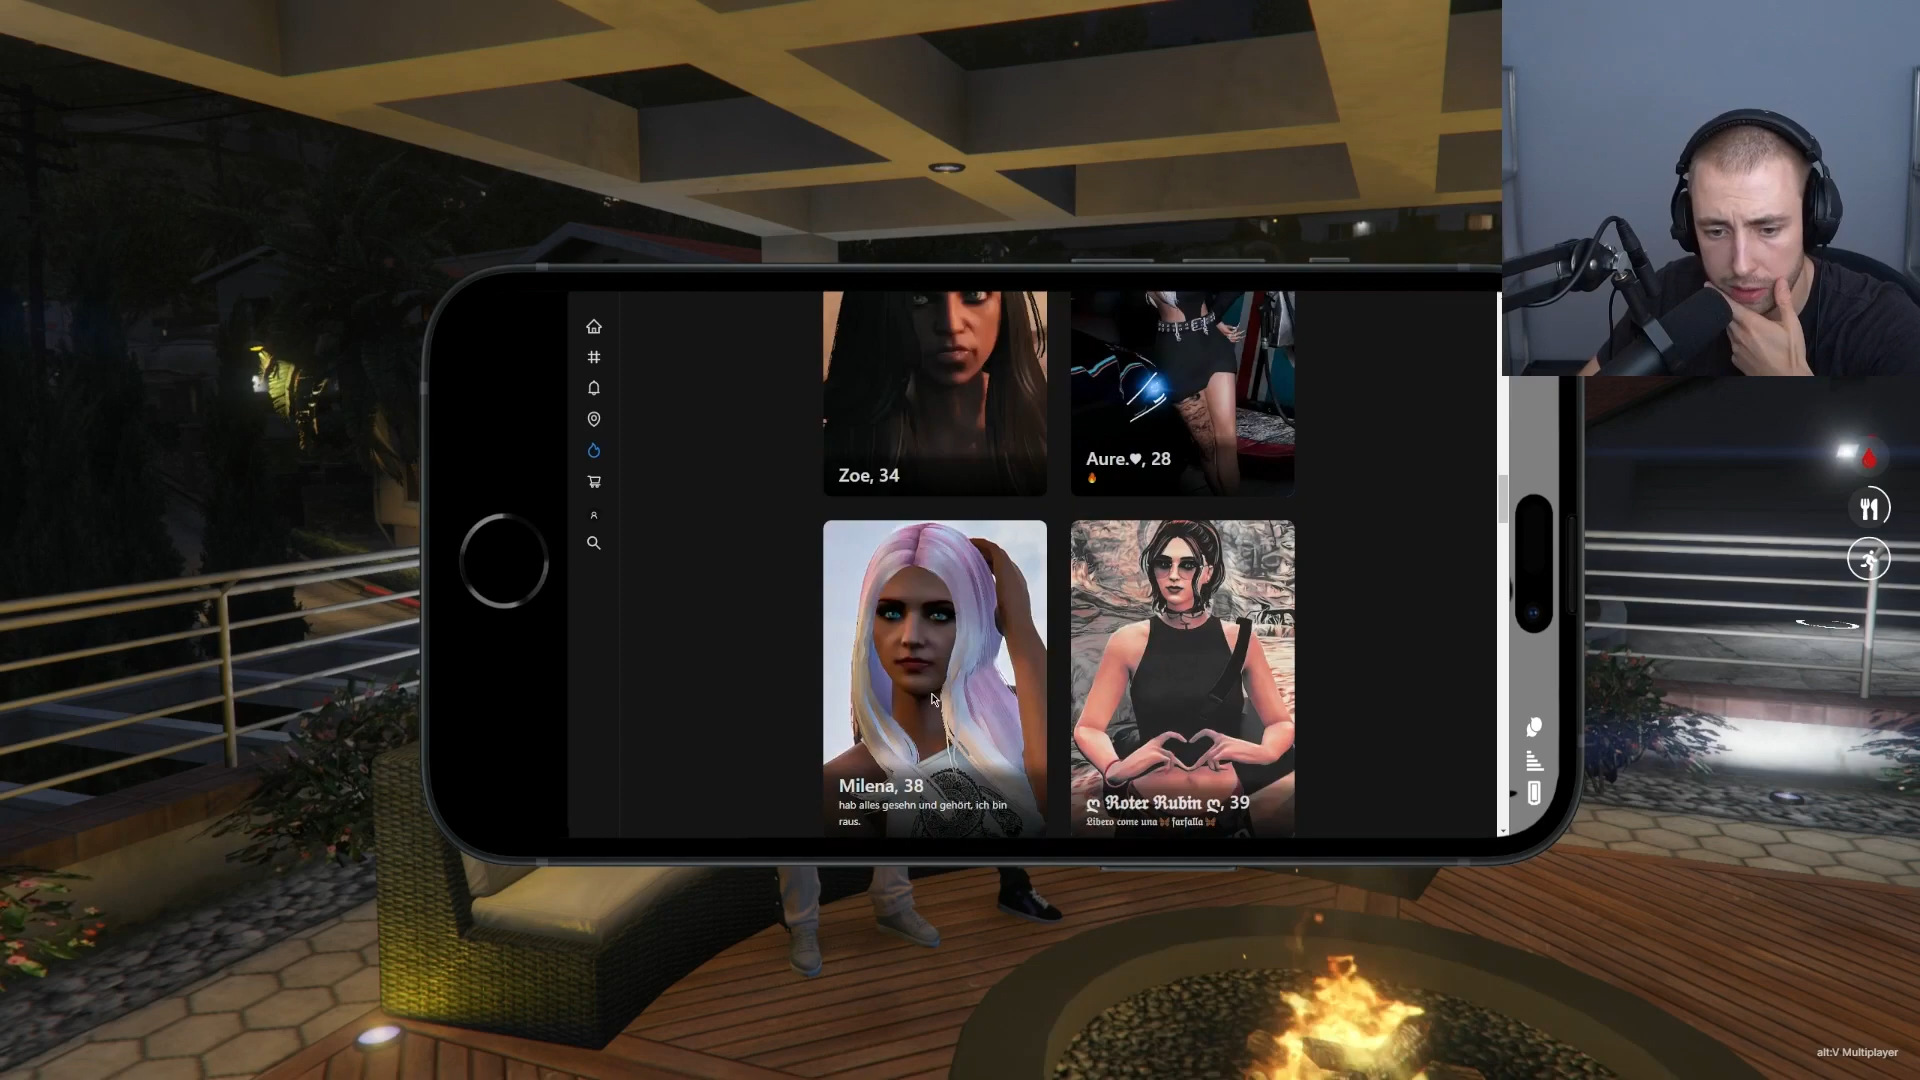 Zoe, 34
Aure.♥, 28
🔥
Milena, 38
hab alles gesehn und gehört, ich bin
raus.
ღ 𝕽𝖔𝖙𝖊𝖗 𝕽𝖚𝖇𝖎𝖓 ღ, 39
𝕷𝖎𝖇𝖊𝖗𝖔 𝖈𝖔𝖒𝖊 𝖚𝖓𝖆 🦋 𝖋𝖆𝖗𝖋𝖆𝖑𝖑𝖆 🦋
alt:V Multiplayer